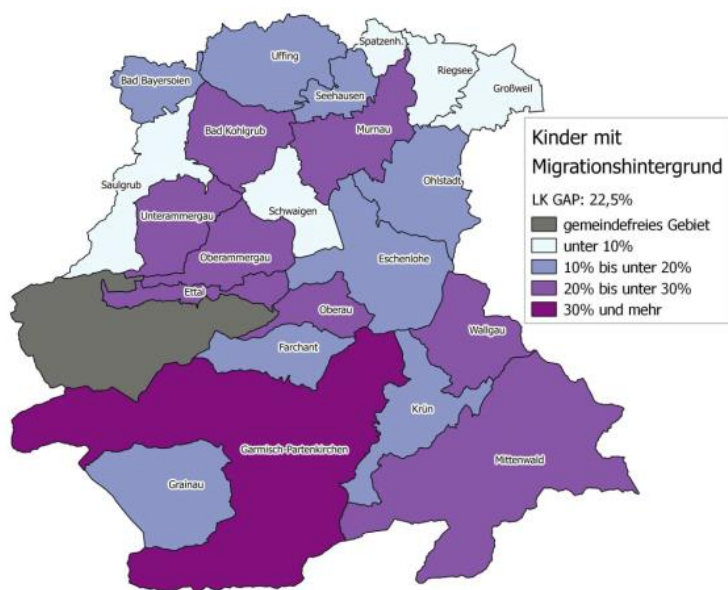 Spatzenh.
Uffing
Riegsee
Bad Bayersoien
Großweil
Seehausen
Bad Kohlgrub
Murnau
Ohlstadt
Saulgrub
Schwaigen
Unterammergau
Oberammergau
Eschenlohe
Ettal
Oberau
Wallgau
Farchant
Krün
Garmisch-Partenkirchen
Mittenwald
Grainau
Kinder mit
Migrationshintergrund
LK GAP: 22,5%
gemeindefreies Gebiet
unter 10%
10% bis unter 20%
20% bis unter 30%
30% und mehr